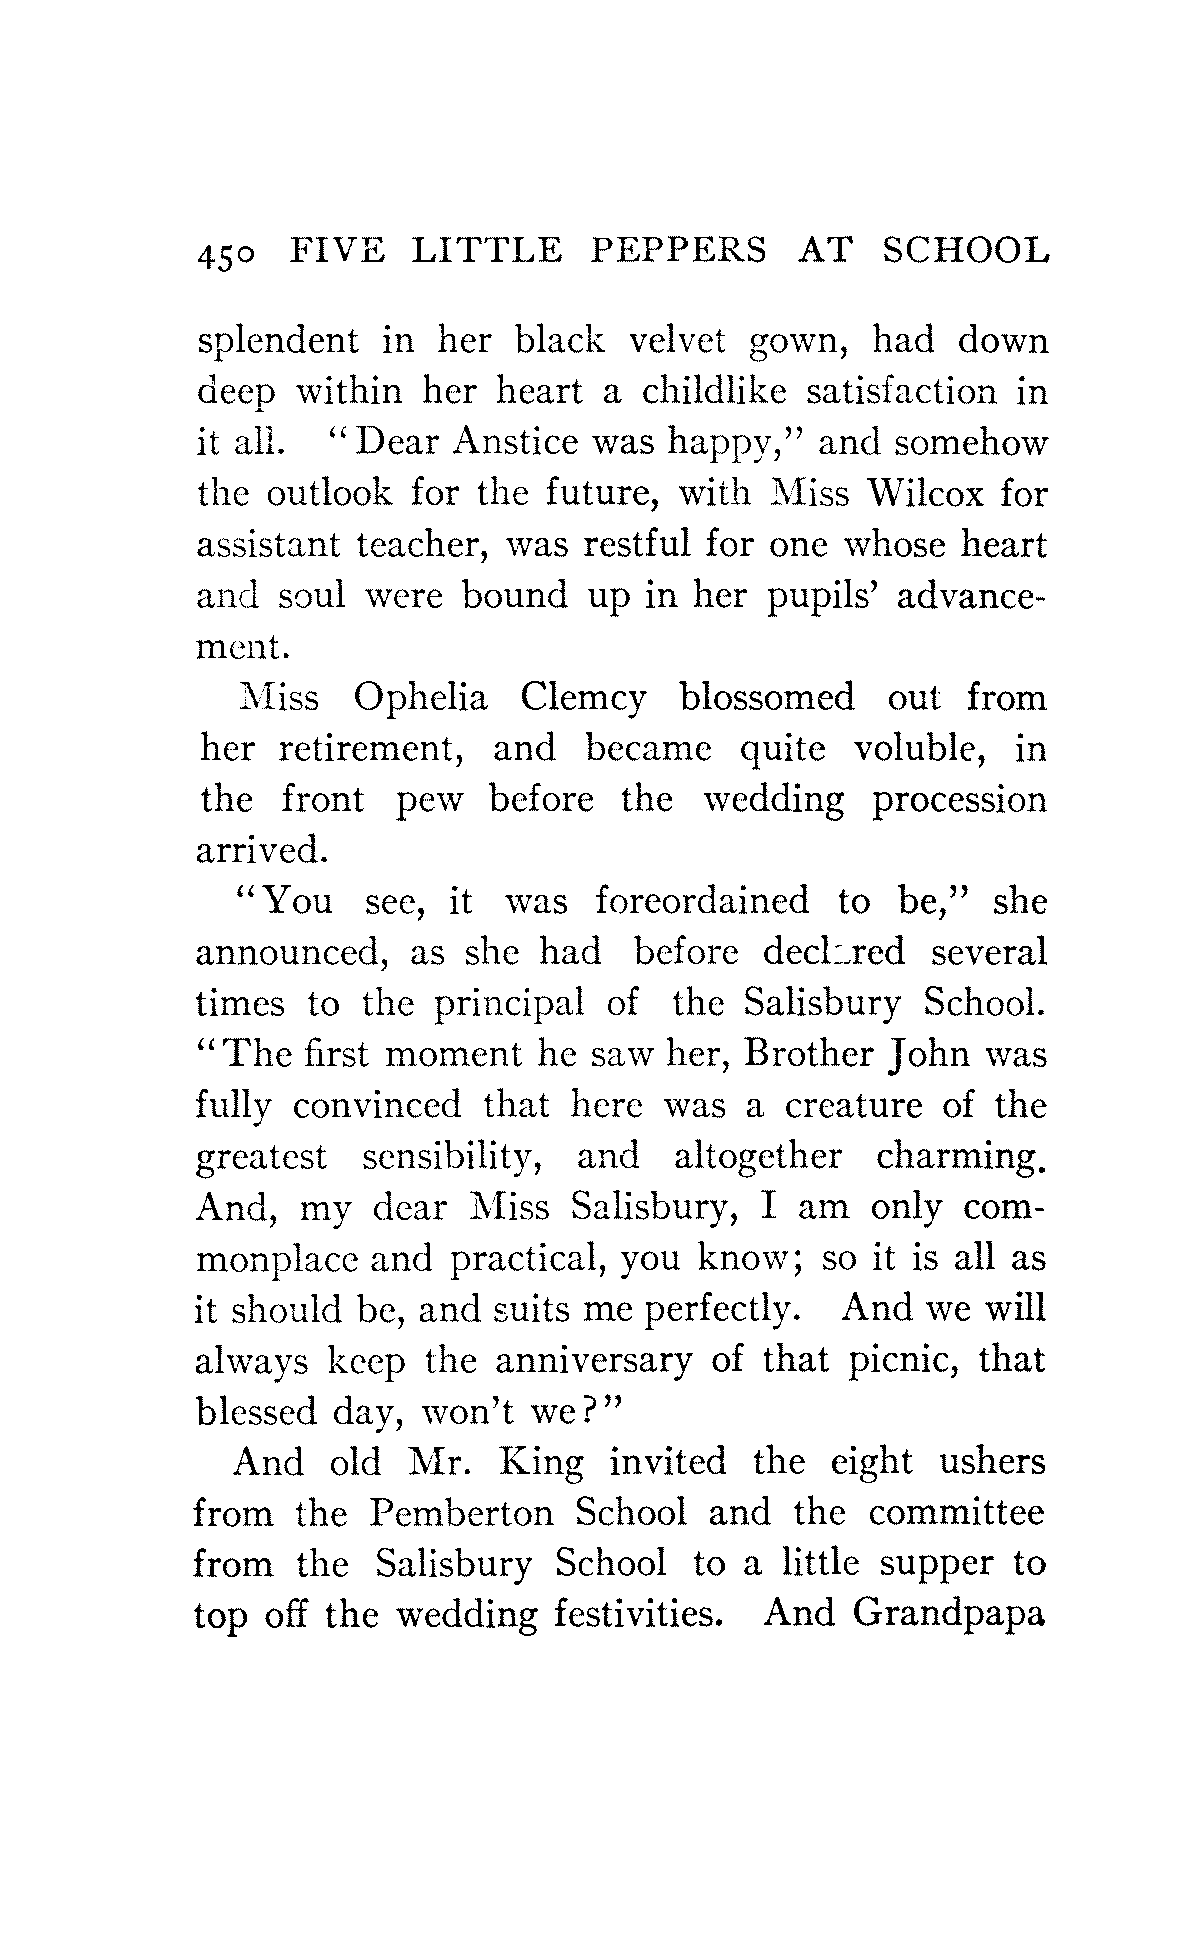 450 FIVE LITTLE PEPPERS AT SCHOOL
splendent in her black velvet gown, had down
deep within her heart a childlike satisfaction in
it all. "Dear Anstice was happy," and somehow
the outlook for the future, with Miss Wilcox for
assistant teacher, was restful for one whose heart
and soul were bound up in her pupils' advance-
ment.
Miss Ophelia Clemcy blossomed out from
her retirement, and became quite voluble, in
the front pew before the wedding procession
arrived.
"You see, it was foreordained to be," she
announced, as she had before declared several
times to the principal of the Salisbury School.
"The first moment he saw her, Brother John was
fully convinced that here was a creature of the
greatest sensibility, and altogether charming.
And, my dear Miss Salisbury, I am only com-
monplace and practical, you know; so it is all as
it should be, and suits me perfectly. And we will
always keep the anniversary of that picnic, that
blessed day, won't we?"
And old Mr. King invited the eight ushers
from the Pemberton School and the committee
from the Salisbury School to a little supper to
top off the wedding festivities. And Grandpapa